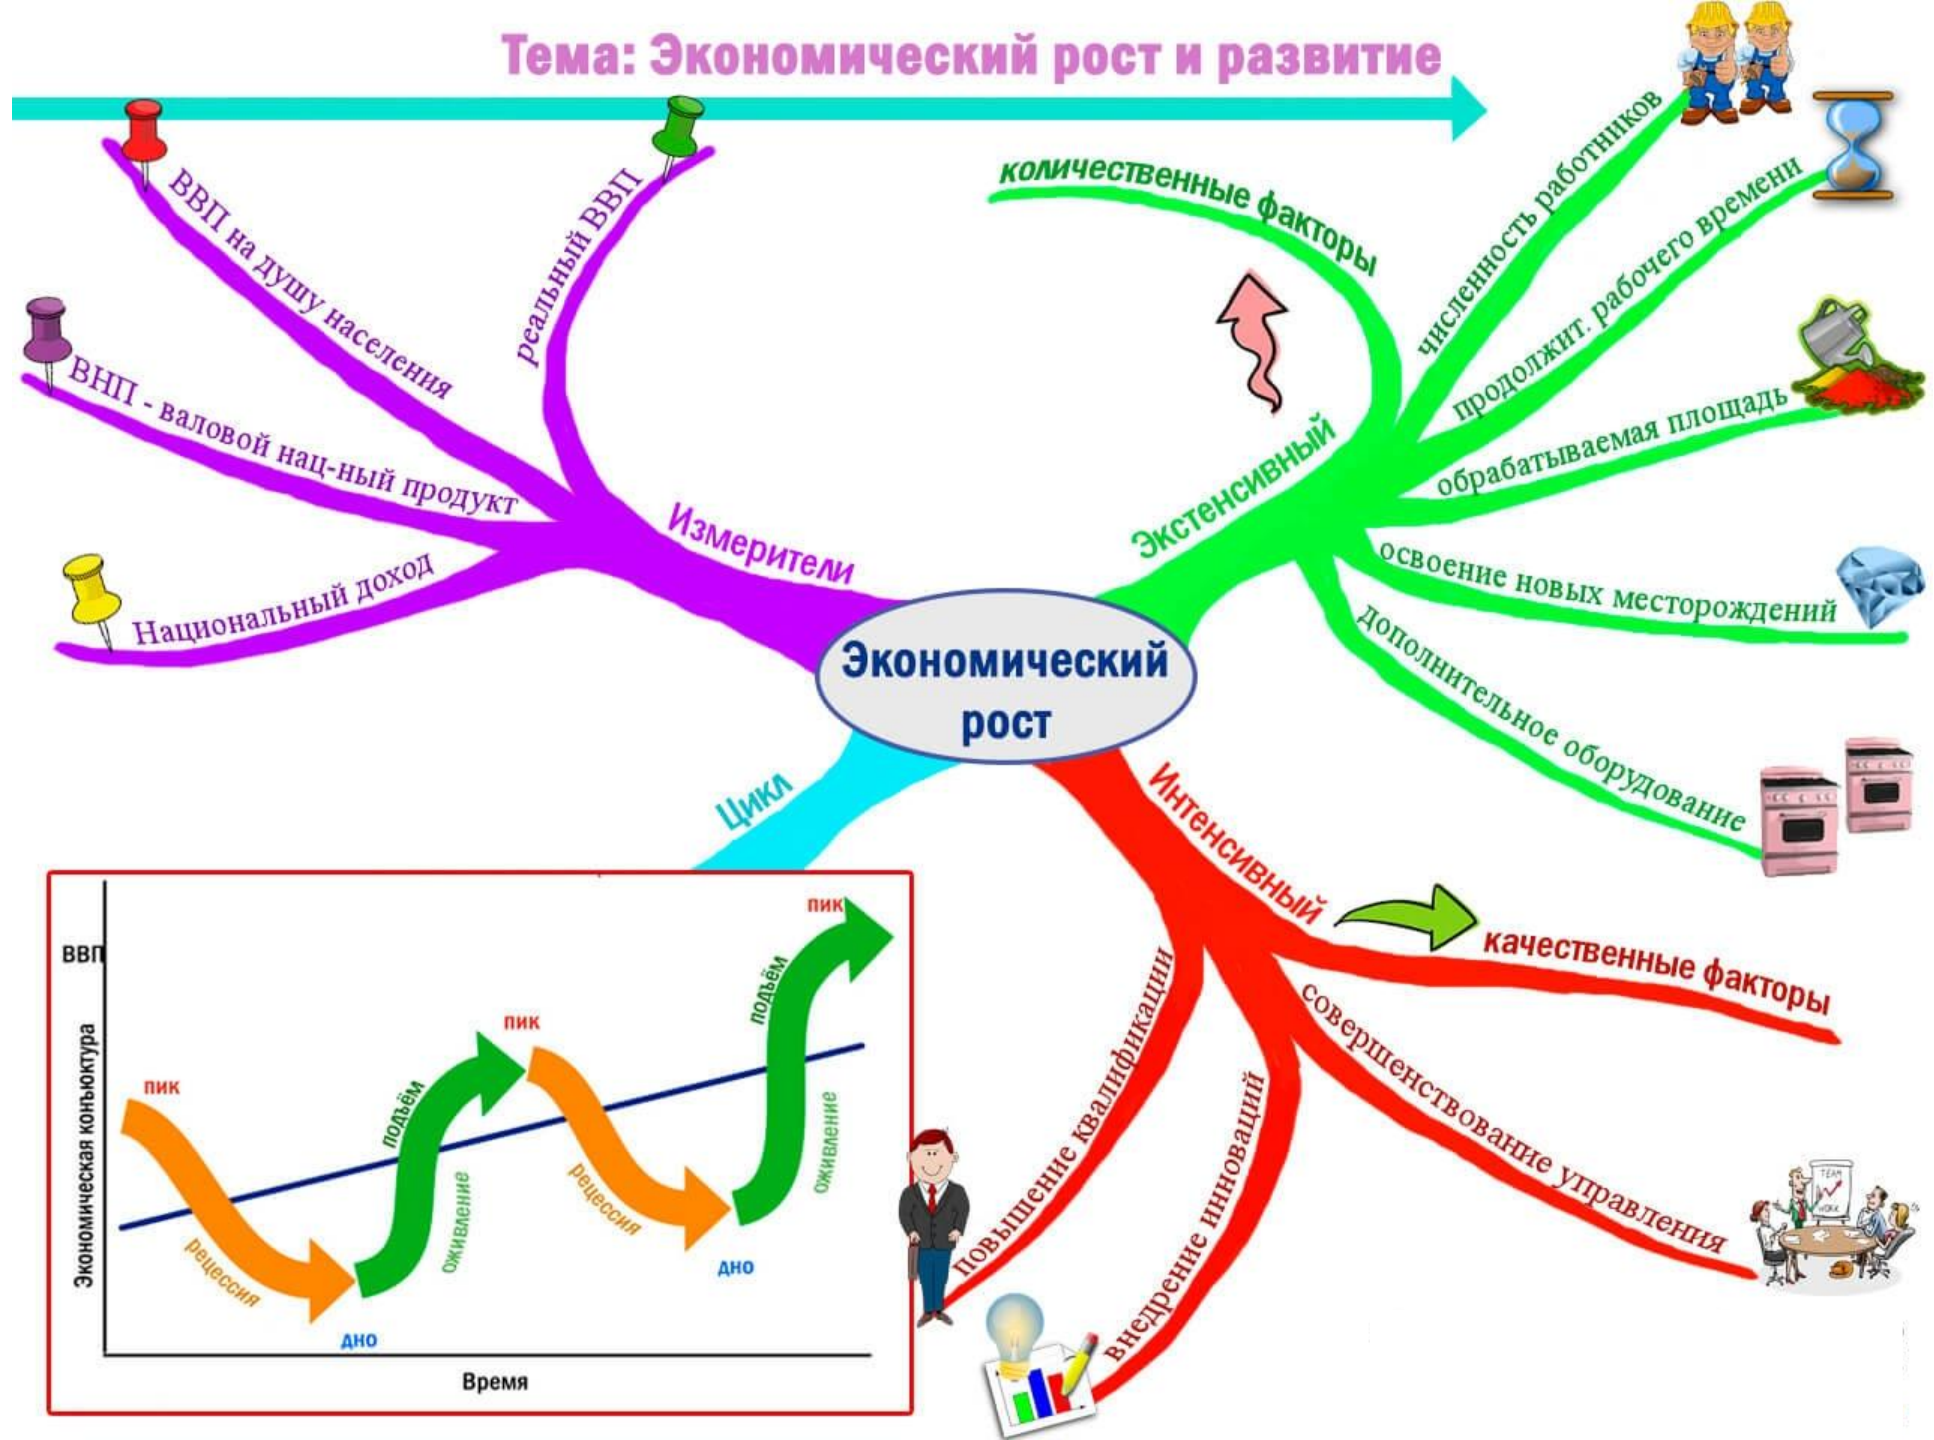 Тема: Экономический рост и развитие
ВВП на душу населения
реальный ВВП
ВНП - валовой нац-ный продукт
Национальный доход
Измерители
количественные факторы
Экстенсивный
численность работников
продолжит. рабочего времени
обрабатываемая площадь
освоение новых месторождений
дополнительное оборудование
Экономический
рост
Цикл
Интенсивный
качественные факторы
совершенствование управления
внедрение инноваций
повышение квалификации
TEAM
WORK
ВВП
Экономическая конъюктура
пик
рецессия
дно
подъём
оживление
пик
рецессия
дно
подъём
оживление
пик
Время